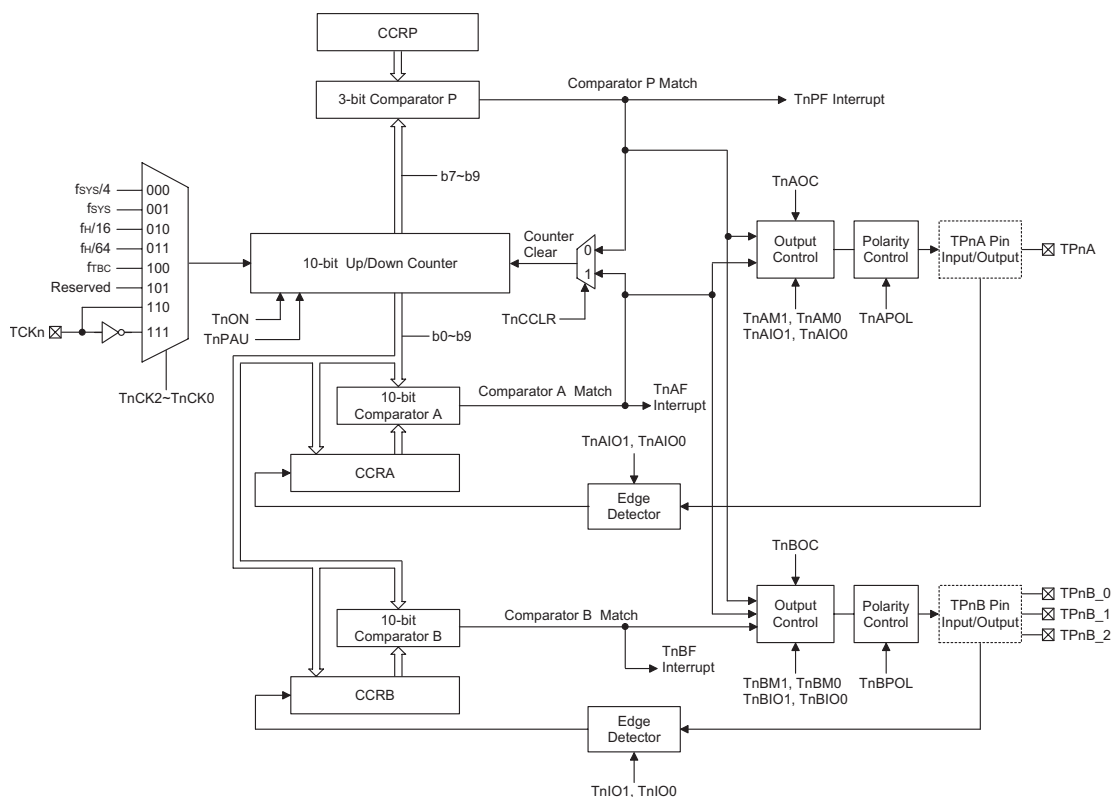 CCRP
3-bit Comparator P
Comparator P Match
TnPF Interrupt
b7~b9
fSYS/4
000
fSYS
001
fH/16
010
fH/64
011
fTBC
100
Reserved
101
110
TCKn
111
TnCK2~TnCK0
10-bit Up/Down Counter
TnON
TnPAU
Counter
Clear
0
1
TnCCLR
b0~b9
TnAOC
Output
Control
Polarity
Control
TPnA Pin
Input/Output
TPnA
TnAM1, TnAM0
TnAIO1, TnAIO0
TnAPOL
10-bit
Comparator A
Comparator A Match
TnAF
Interrupt
CCRA
TnAIO1, TnAIO0
Edge
Detector
TnBOC
10-bit
Comparator B
Comparator B Match
TnBF
Interrupt
Output
Control
Polarity
Control
TPnB Pin
Input/Output
TPnB_0
TPnB_1
TPnB_2
TnBM1, TnBM0
TnBIO1, TnBIO0
TnBPOL
CCRB
Edge
Detector
TnIO1, TnIO0